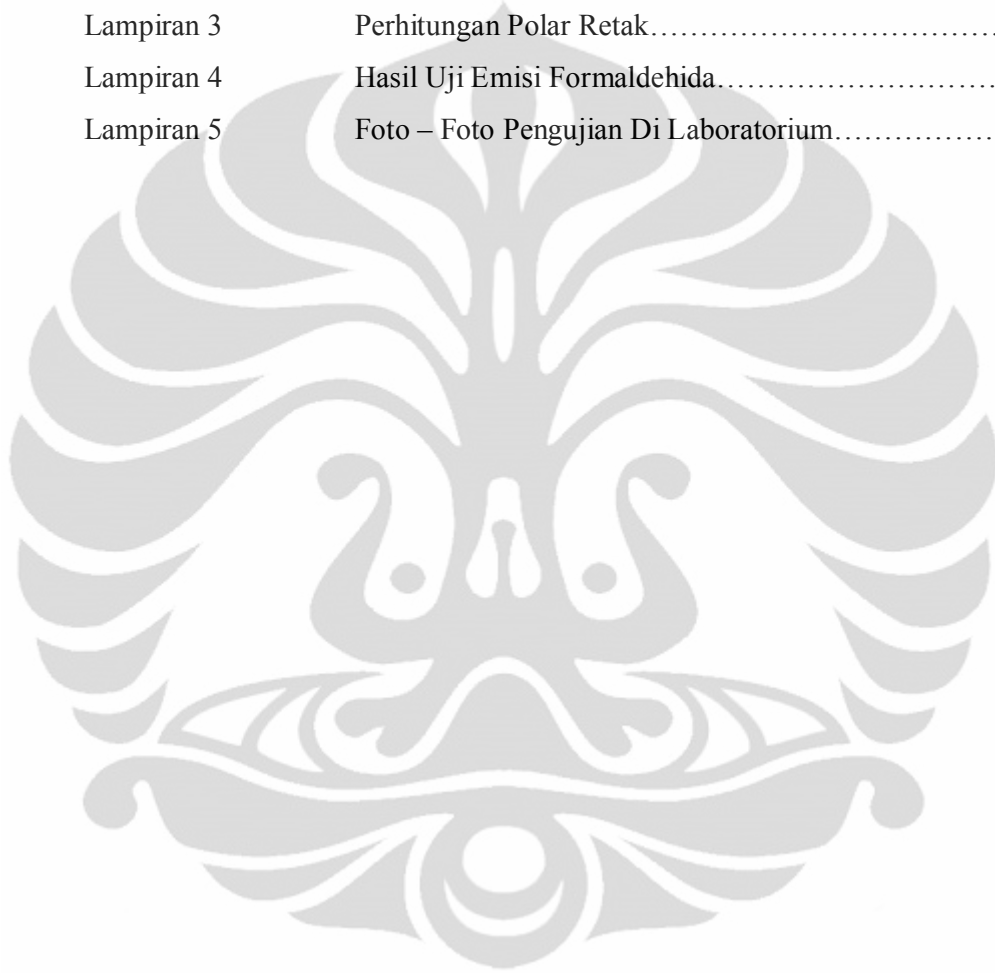 Lampiran 3 Perhitungan Polar Retak……………………………….
Lampiran 4 Hasil Uji Emisi Formaldehida……………………….
Lampiran 5 Foto – Foto Pengujian Di Laboratorium………………